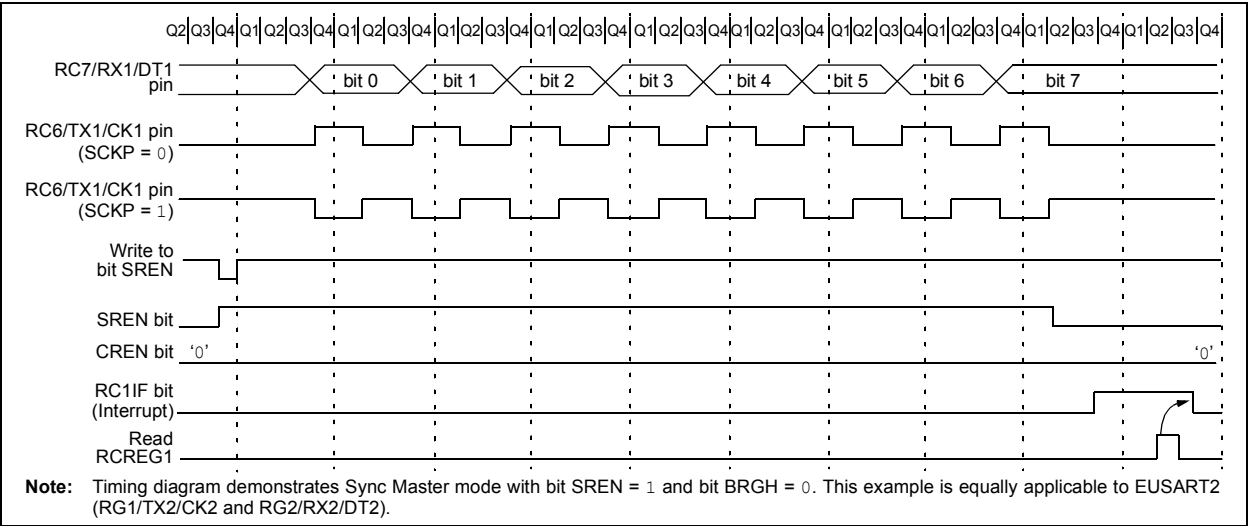 Q2 Q3 Q4 Q1 Q2 Q3 Q4 Q1 Q2 Q3 Q4 Q1 Q2 Q3 Q4 Q1 Q2 Q3 Q4 Q1 Q2 Q3 Q4 Q1 Q2 Q3 Q4 Q1 Q2 Q3 Q4 Q1 Q2 Q3 Q4 Q1 Q2 Q3 Q4 Q1 Q2 Q3 Q4
RC7/RX1/DT1
pin
bit 0 bit 1 bit 2 bit 3 bit 4 bit 5 bit 6 bit 7
RC6/TX1/CK1 pin
(SCKP = 0)
RC6/TX1/CK1 pin
(SCKP = 1)
Write to
bit SREN
SREN bit
CREN bit ‘0’ ‘0’
RC1IF bit
(Interrupt)
Read
RCREG1
Note: Timing diagram demonstrates Sync Master mode with bit SREN = 1 and bit BRGH = 0. This example is equally applicable to EUSART2
(RG1/TX2/CK2 and RG2/RX2/DT2).